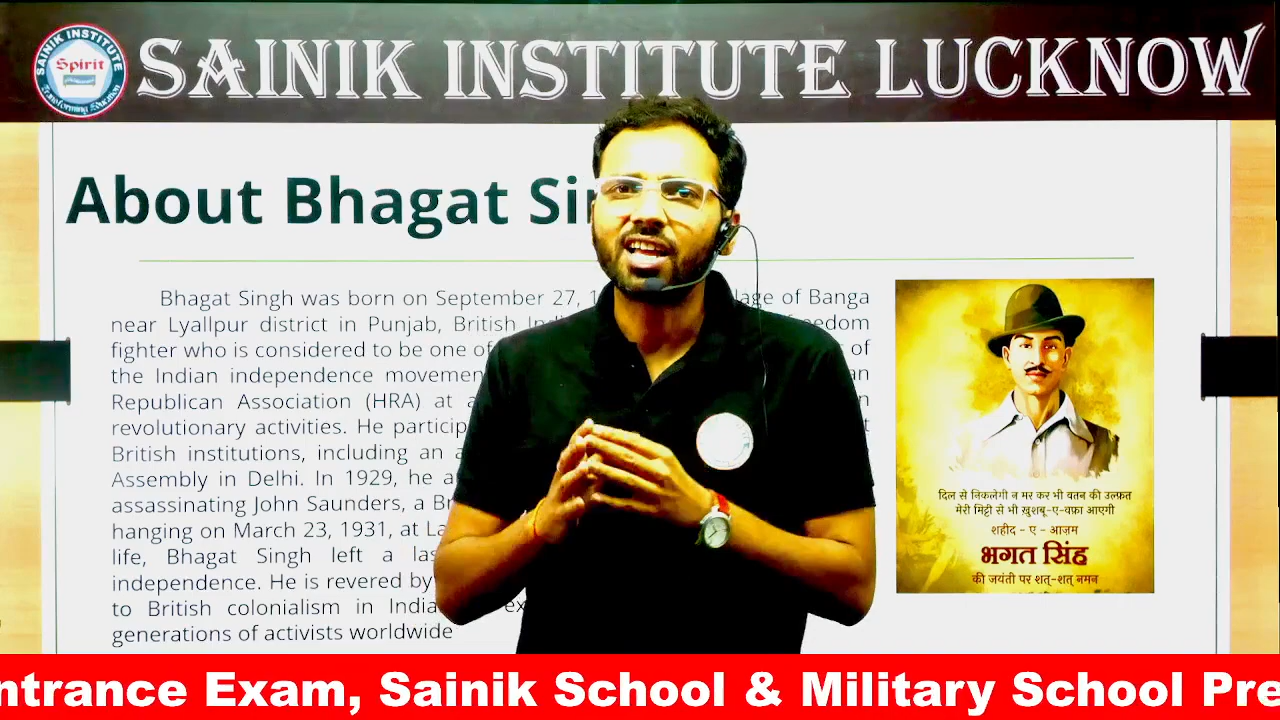 SAINIK INSTITUTE
Spirit
Transforming Education
SAINIK INSTITUTE LUCKNOW
About Bhagat Si
Bhagat Singh was born on September 27, 1 lage of Banga
near Lyallpur district in Punjab, British Ind eedom
fighter who is considered to be one of of
the Indian independence movemen an
Republican Association (HRA) at a n
revolutionary activities. He particip t
British institutions, including an a
Assembly in Delhi. In 1929, he a
assassinating John Saunders, a Br
hanging on March 23, 1931, at La
life, Bhagat Singh left a las
independence. He is revered by
to British colonialism in India ex
generations of activists worldwide
दिल से निकलेगी न मर कर भी वतन की उल्फ़त
मेरी मिट्टी से भी ख़ुशबू-ए-वफ़ा आएगी
शहीद - ए - आज़म
भगत सिंह
की जयंती पर शत्-शत् नमन
ntrance Exam, Sainik School & Military School Pre